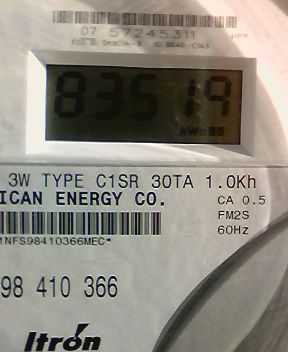 07 57245311
83519
kWh
3W TYPE C1SR 30TA 1.0Kh
ICAN ENERGY CO.
CA 0.5
FM2S
60Hz
1NFS98410366MEC*
98 410 366
Itron